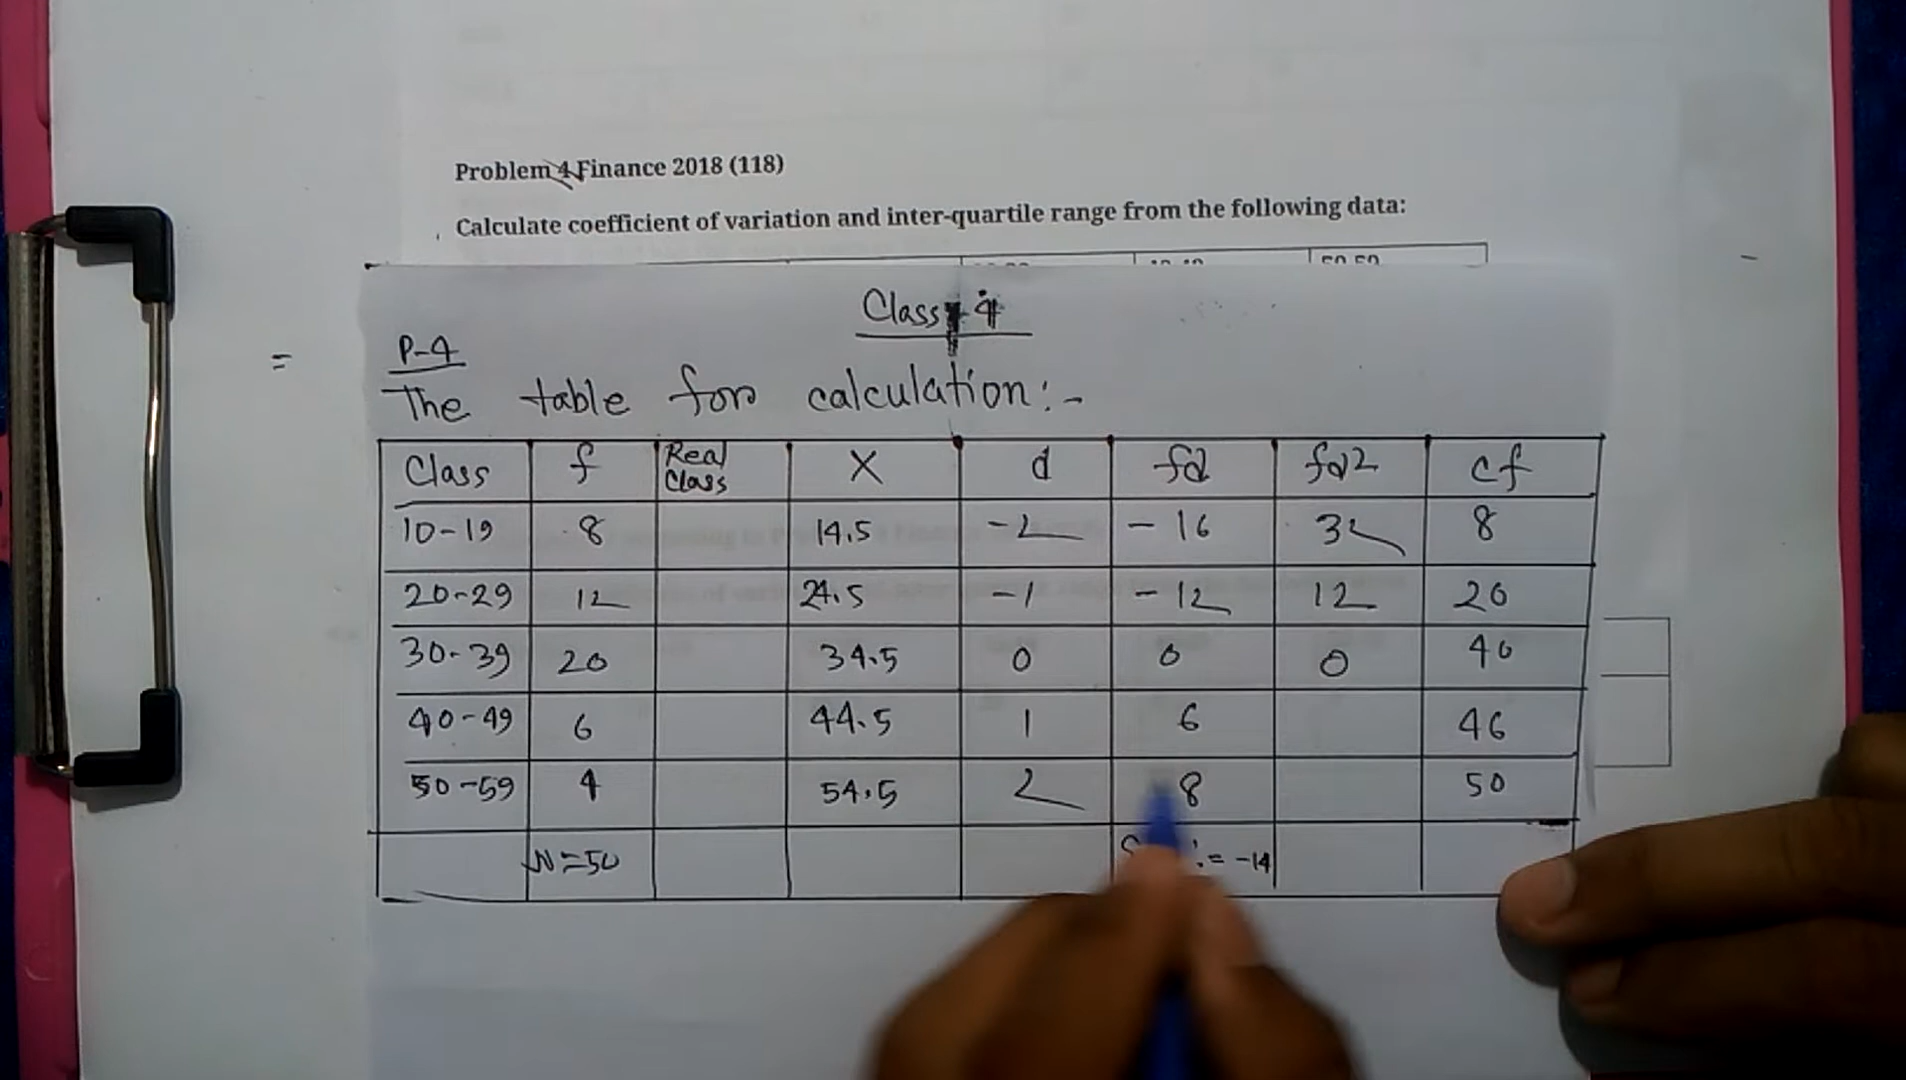 Problem 4 Finance 2018 (118)
Calculate coefficient of variation and inter-quartile range from the following data:
50-59
Class 4
=
P-4
The table for calculation:-
Class f Real Class X d fd fd2 cf
10-19 8 14.5 -2 -16 32 8
20-29 12 24.5 -1 -12 12 20
30-39 20 34.5 0 0 0 40
40-49 6 44.5 1 6 46
50-59 4 54.5 2 8 50
N=50 = -14